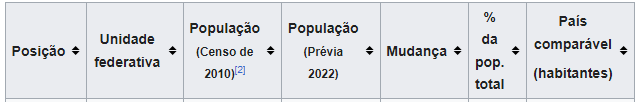 Posição
Unidade
federativa
População
(Censo de
2010)[2]
População
(Prévia
2022)
Mudança
%
da
pop.
total
País
comparável
(habitantes)